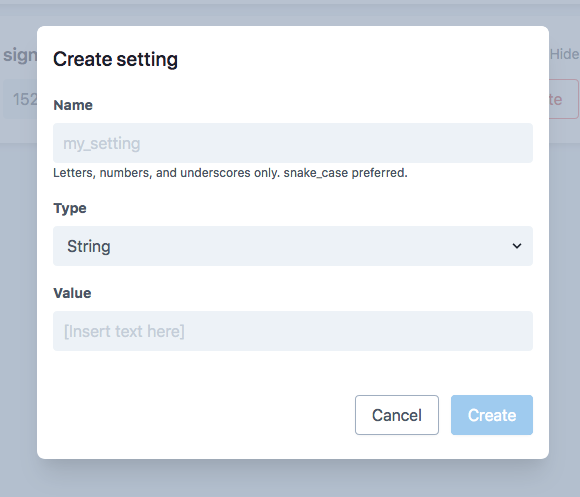 Create setting
sign
Hide
152
Name
my_setting
Letters, numbers, and underscores only. snake_case preferred.
Type
String
Value
[Insert text here]
Cancel
Create